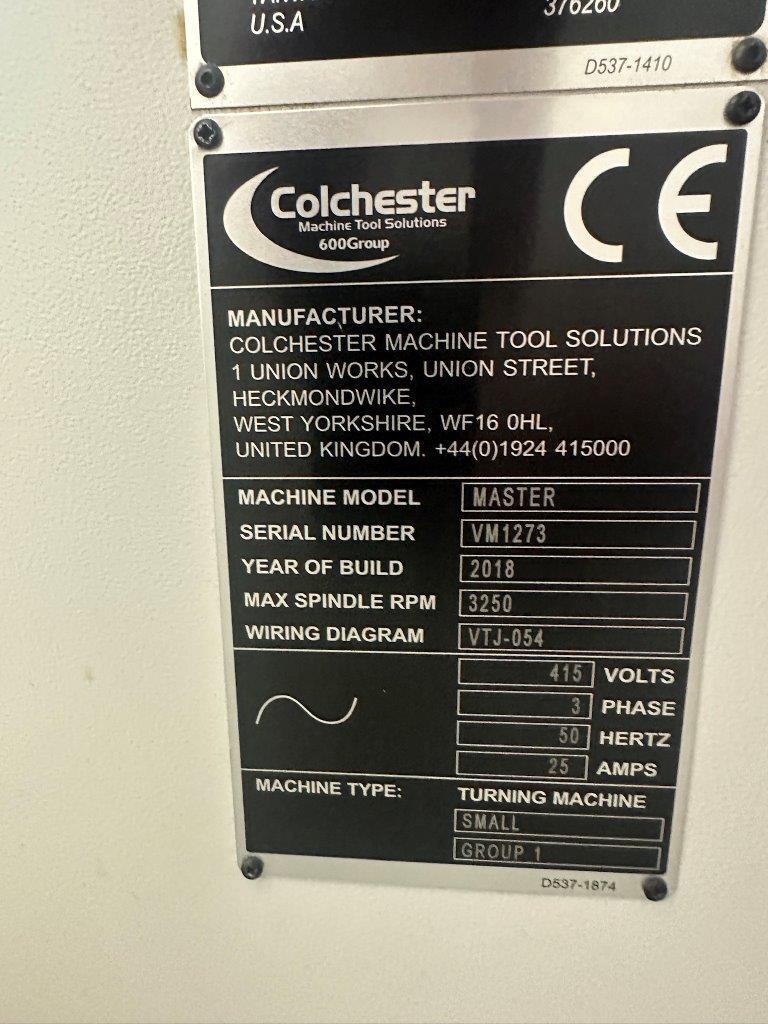 U.S.A
376260
D537-1410
Colchester
Machine Tool Solutions
600Group
CE
MANUFACTURER:
COLCHESTER MACHINE TOOL SOLUTIONS
1 UNION WORKS, UNION STREET,
HECKMONDWIKE,
WEST YORKSHIRE, WF16 0HL,
UNITED KINGDOM. +44(0)1924 415000
MACHINE MODEL MASTER
SERIAL NUMBER VM1273
YEAR OF BUILD 2018
MAX SPINDLE RPM 3250
WIRING DIAGRAM VTJ-054
415 VOLTS
3 PHASE
50 HERTZ
25 AMPS
MACHINE TYPE: TURNING MACHINE
SMALL
GROUP 1
D537-1874